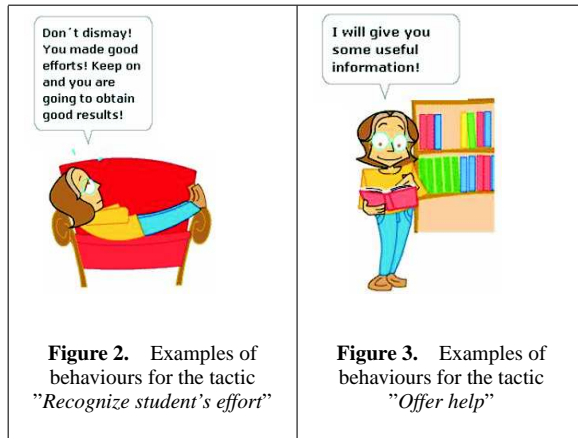 Don´t dismay!
You made good
efforts! Keep on
and you are
going to obtain
good results!
Figure 2. Examples of
behaviours for the tactic
”Recognize student’s effort”
I will give you
some useful
information!
Figure 3. Examples of
behaviours for the tactic
”Offer help”